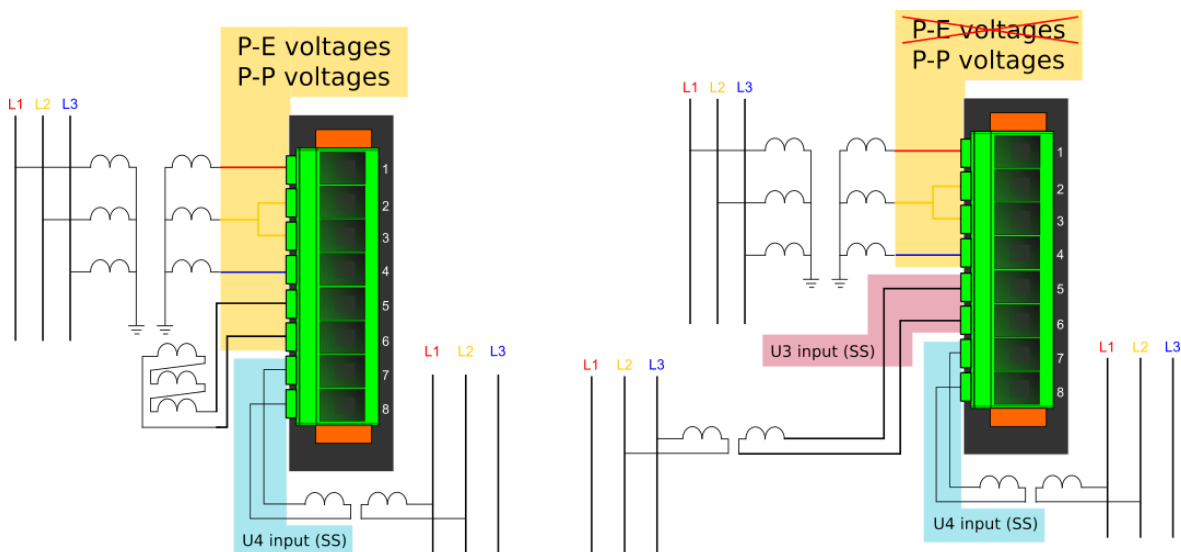 P-E voltages
P-P voltages
L1 L2 L3
1
2
3
4
5
6
7
8
L1 L2 L3
U4 input (SS)
P-E voltages
P-P voltages
L1 L2 L3
1
2
3
4
5
6
7
8
U3 input (SS)
L1 L2 L3
L1 L2 L3
U4 input (SS)